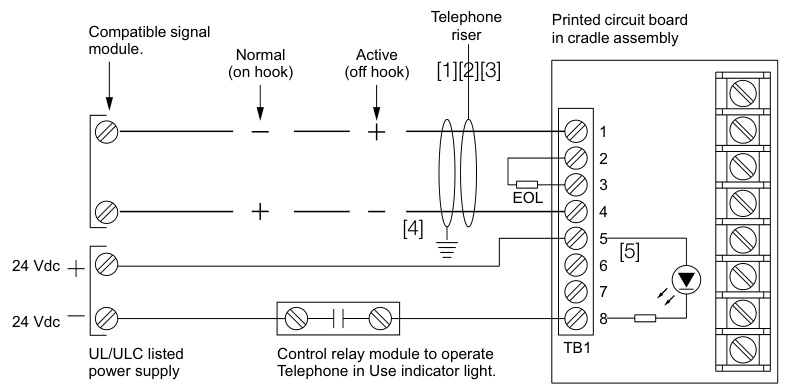 Telephone
riser
Printed circuit board
in cradle assembly
Compatible signal
module.
Normal
(on hook)
Active
(off hook)
[1][2][3]
− +
1
2
3
EOL
+ −
4
[4]
5
[5]
24 Vdc +
6
7
24 Vdc −
8
TB1
UL/ULC listed
power supply
Control relay module to operate
Telephone in Use indicator light.